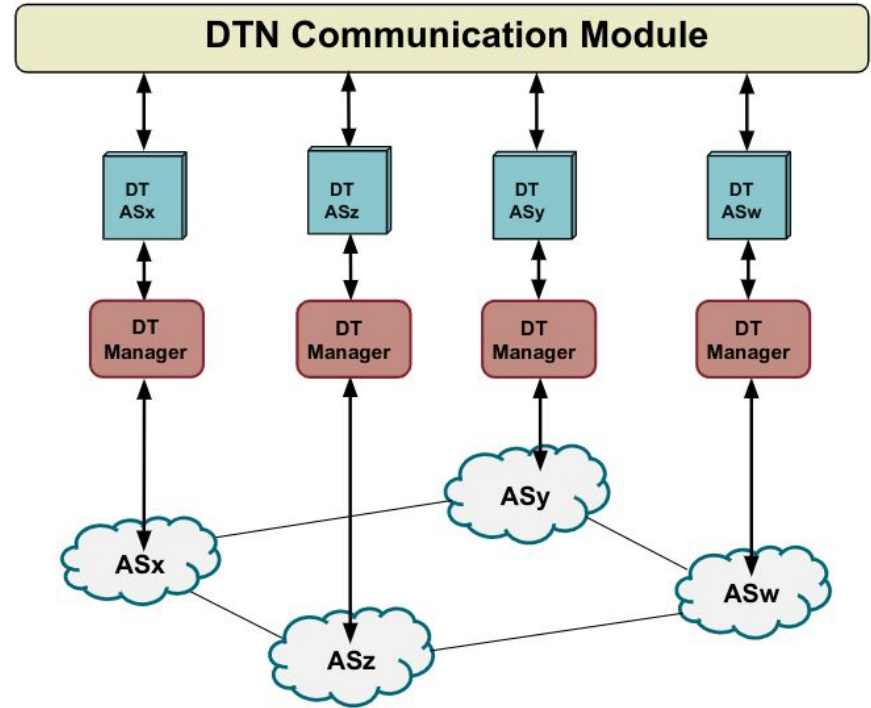 DTN Communication Module
DT
ASx
DT
ASz
DT
ASy
DT
ASw
DT
Manager
DT
Manager
DT
Manager
DT
Manager
ASy
ASx
ASw
ASz